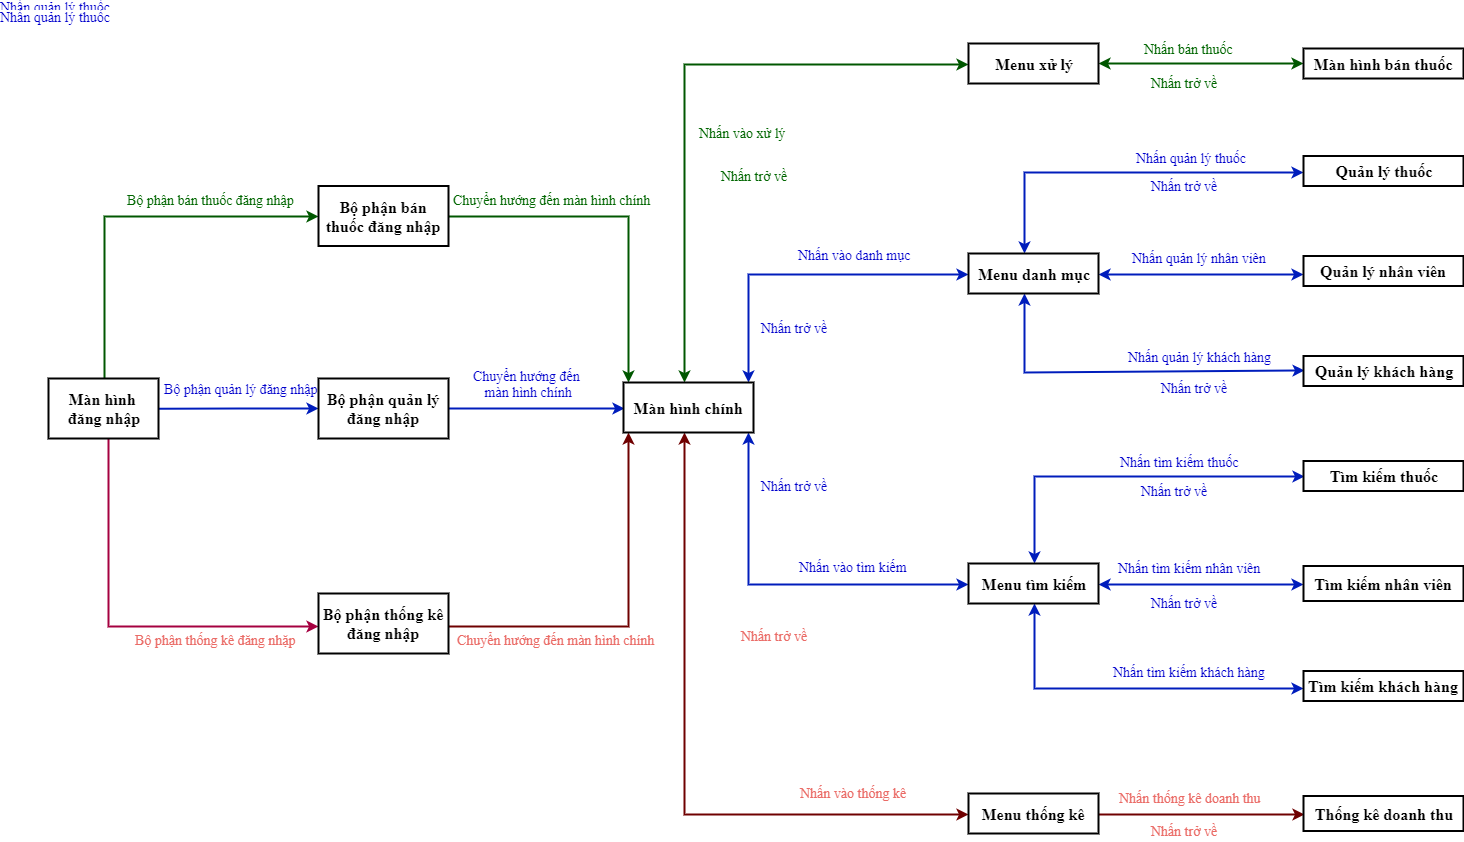 Nhấn quản lý thuốc
Nhấn quản lý thuốc
Nhấn bán thuốc
Menu xử lý
Màn hình bán thuốc
Nhấn trở về
Nhấn vào xử lý
Nhấn trở về
Nhấn quản lý thuốc
Quản lý thuốc
Nhấn trở về
Bộ phận bán thuốc đăng nhập
Bộ phận bán
thuốc đăng nhập
Chuyển hướng đến màn hình chính
Nhấn vào danh mục
Menu danh mục
Nhấn quản lý nhân viên
Quản lý nhân viên
Nhấn trở về
Nhấn quản lý khách hàng
Quản lý khách hàng
Nhấn trở về
Màn hình
đăng nhập
Bộ phận quản lý đăng nhập
Bộ phận quản lý
đăng nhập
Chuyển hướng đến
màn hình chính
Màn hình chính
Nhấn trở về
Nhấn tìm kiếm thuốc
Tìm kiếm thuốc
Nhấn trở về
Nhấn vào tìm kiếm
Menu tìm kiếm
Nhấn tìm kiếm nhân viên
Tìm kiếm nhân viên
Nhấn trở về
Bộ phận thống kê đăng nhập
Bộ phận thống kê
đăng nhập
Chuyển hướng đến màn hình chính
Nhấn trở về
Nhấn tìm kiếm khách hàng
Tìm kiếm khách hàng
Nhấn vào thống kê
Menu thống kê
Nhấn thống kê doanh thu
Thống kê doanh thu
Nhấn trở về